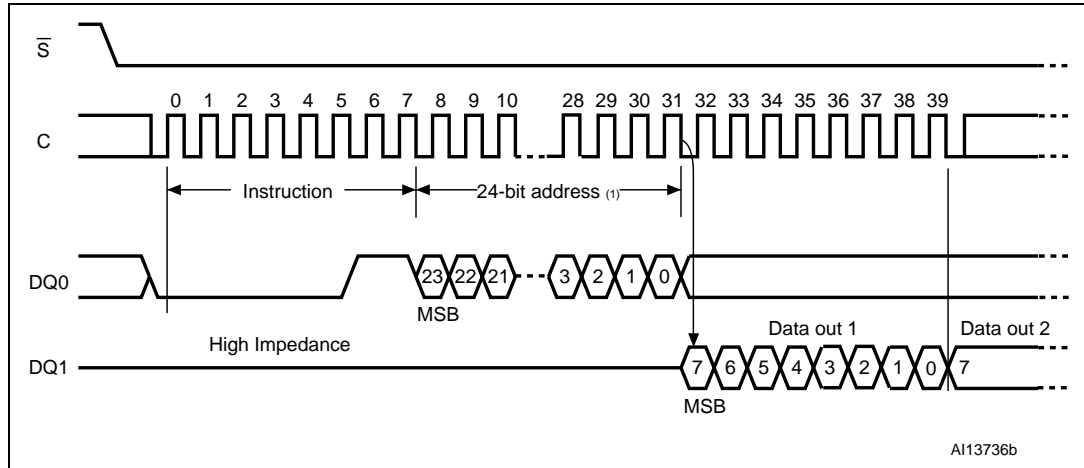 S
0 1 2 3 4 5 6 7 8 9 10 28 29 30 31 32 33 34 35 36 37 38 39
C
Instruction 24-bit address (1)
DQ0 23 22 21 3 2 1 0
MSB
High Impedance Data out 1 Data out 2
DQ1 7 6 5 4 3 2 1 0 7
MSB
AI13736b